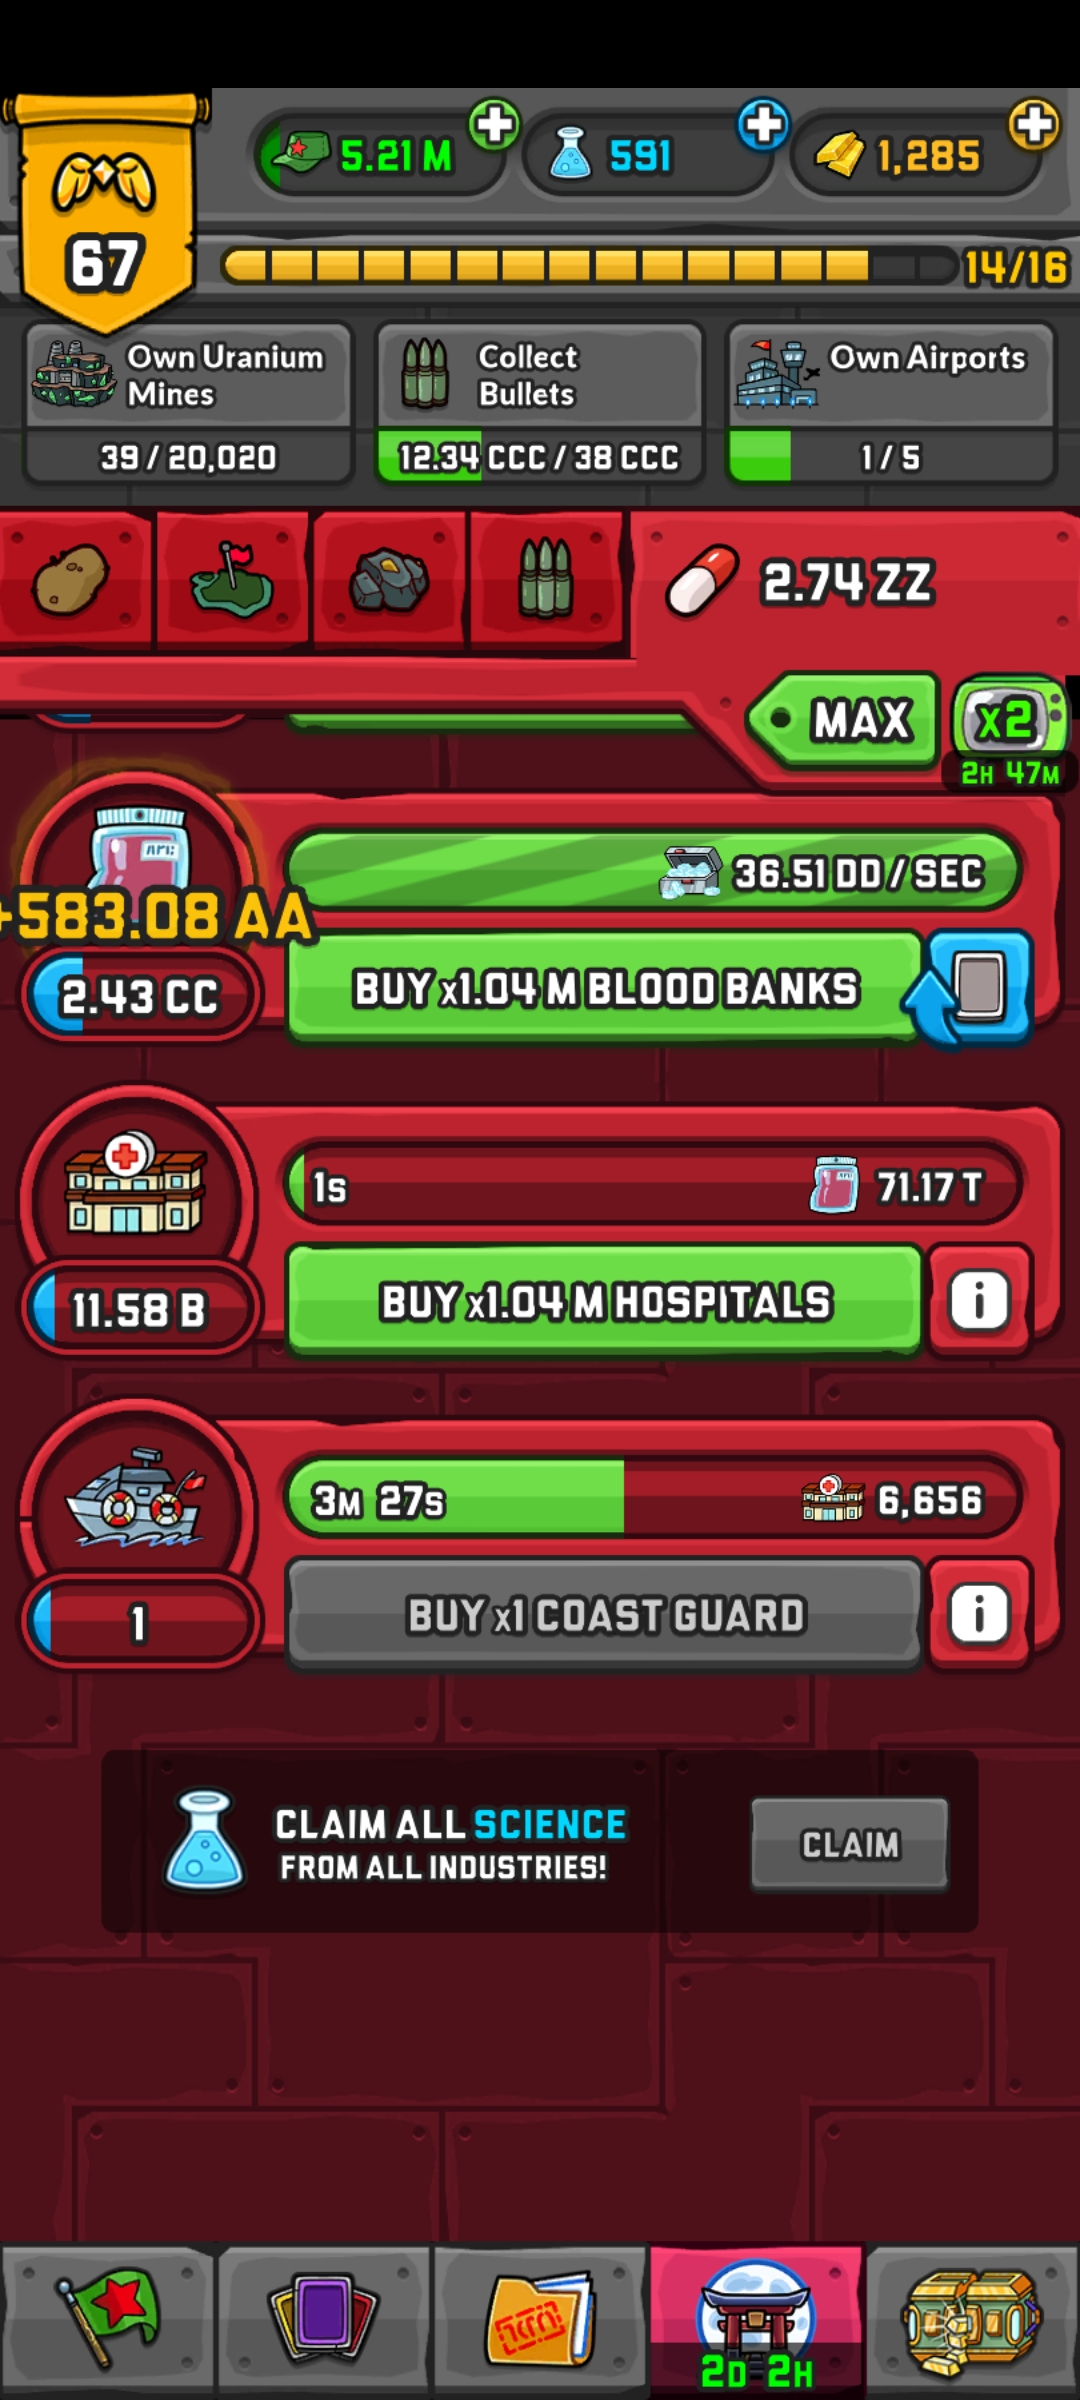 5.21 M
591
1,285
67
14/16
Own Uranium
Mines
39 / 20,020
Collect
Bullets
12.34 CCC / 38 CCC
Own Airports
1 / 5
2.74 ZZ
MAX
x2
2H 47M
36.51 DD / SEC
+583.08 AA
2.43 CC
BUY x1.04 M BLOOD BANKS
1s
71.17 T
11.58 B
BUY x1.04 M HOSPITALS
i
3M 27S
6,656
1
BUY x1 COAST GUARD
i
CLAIM ALL SCIENCE
FROM ALL INDUSTRIES!
CLAIM
2D 2H